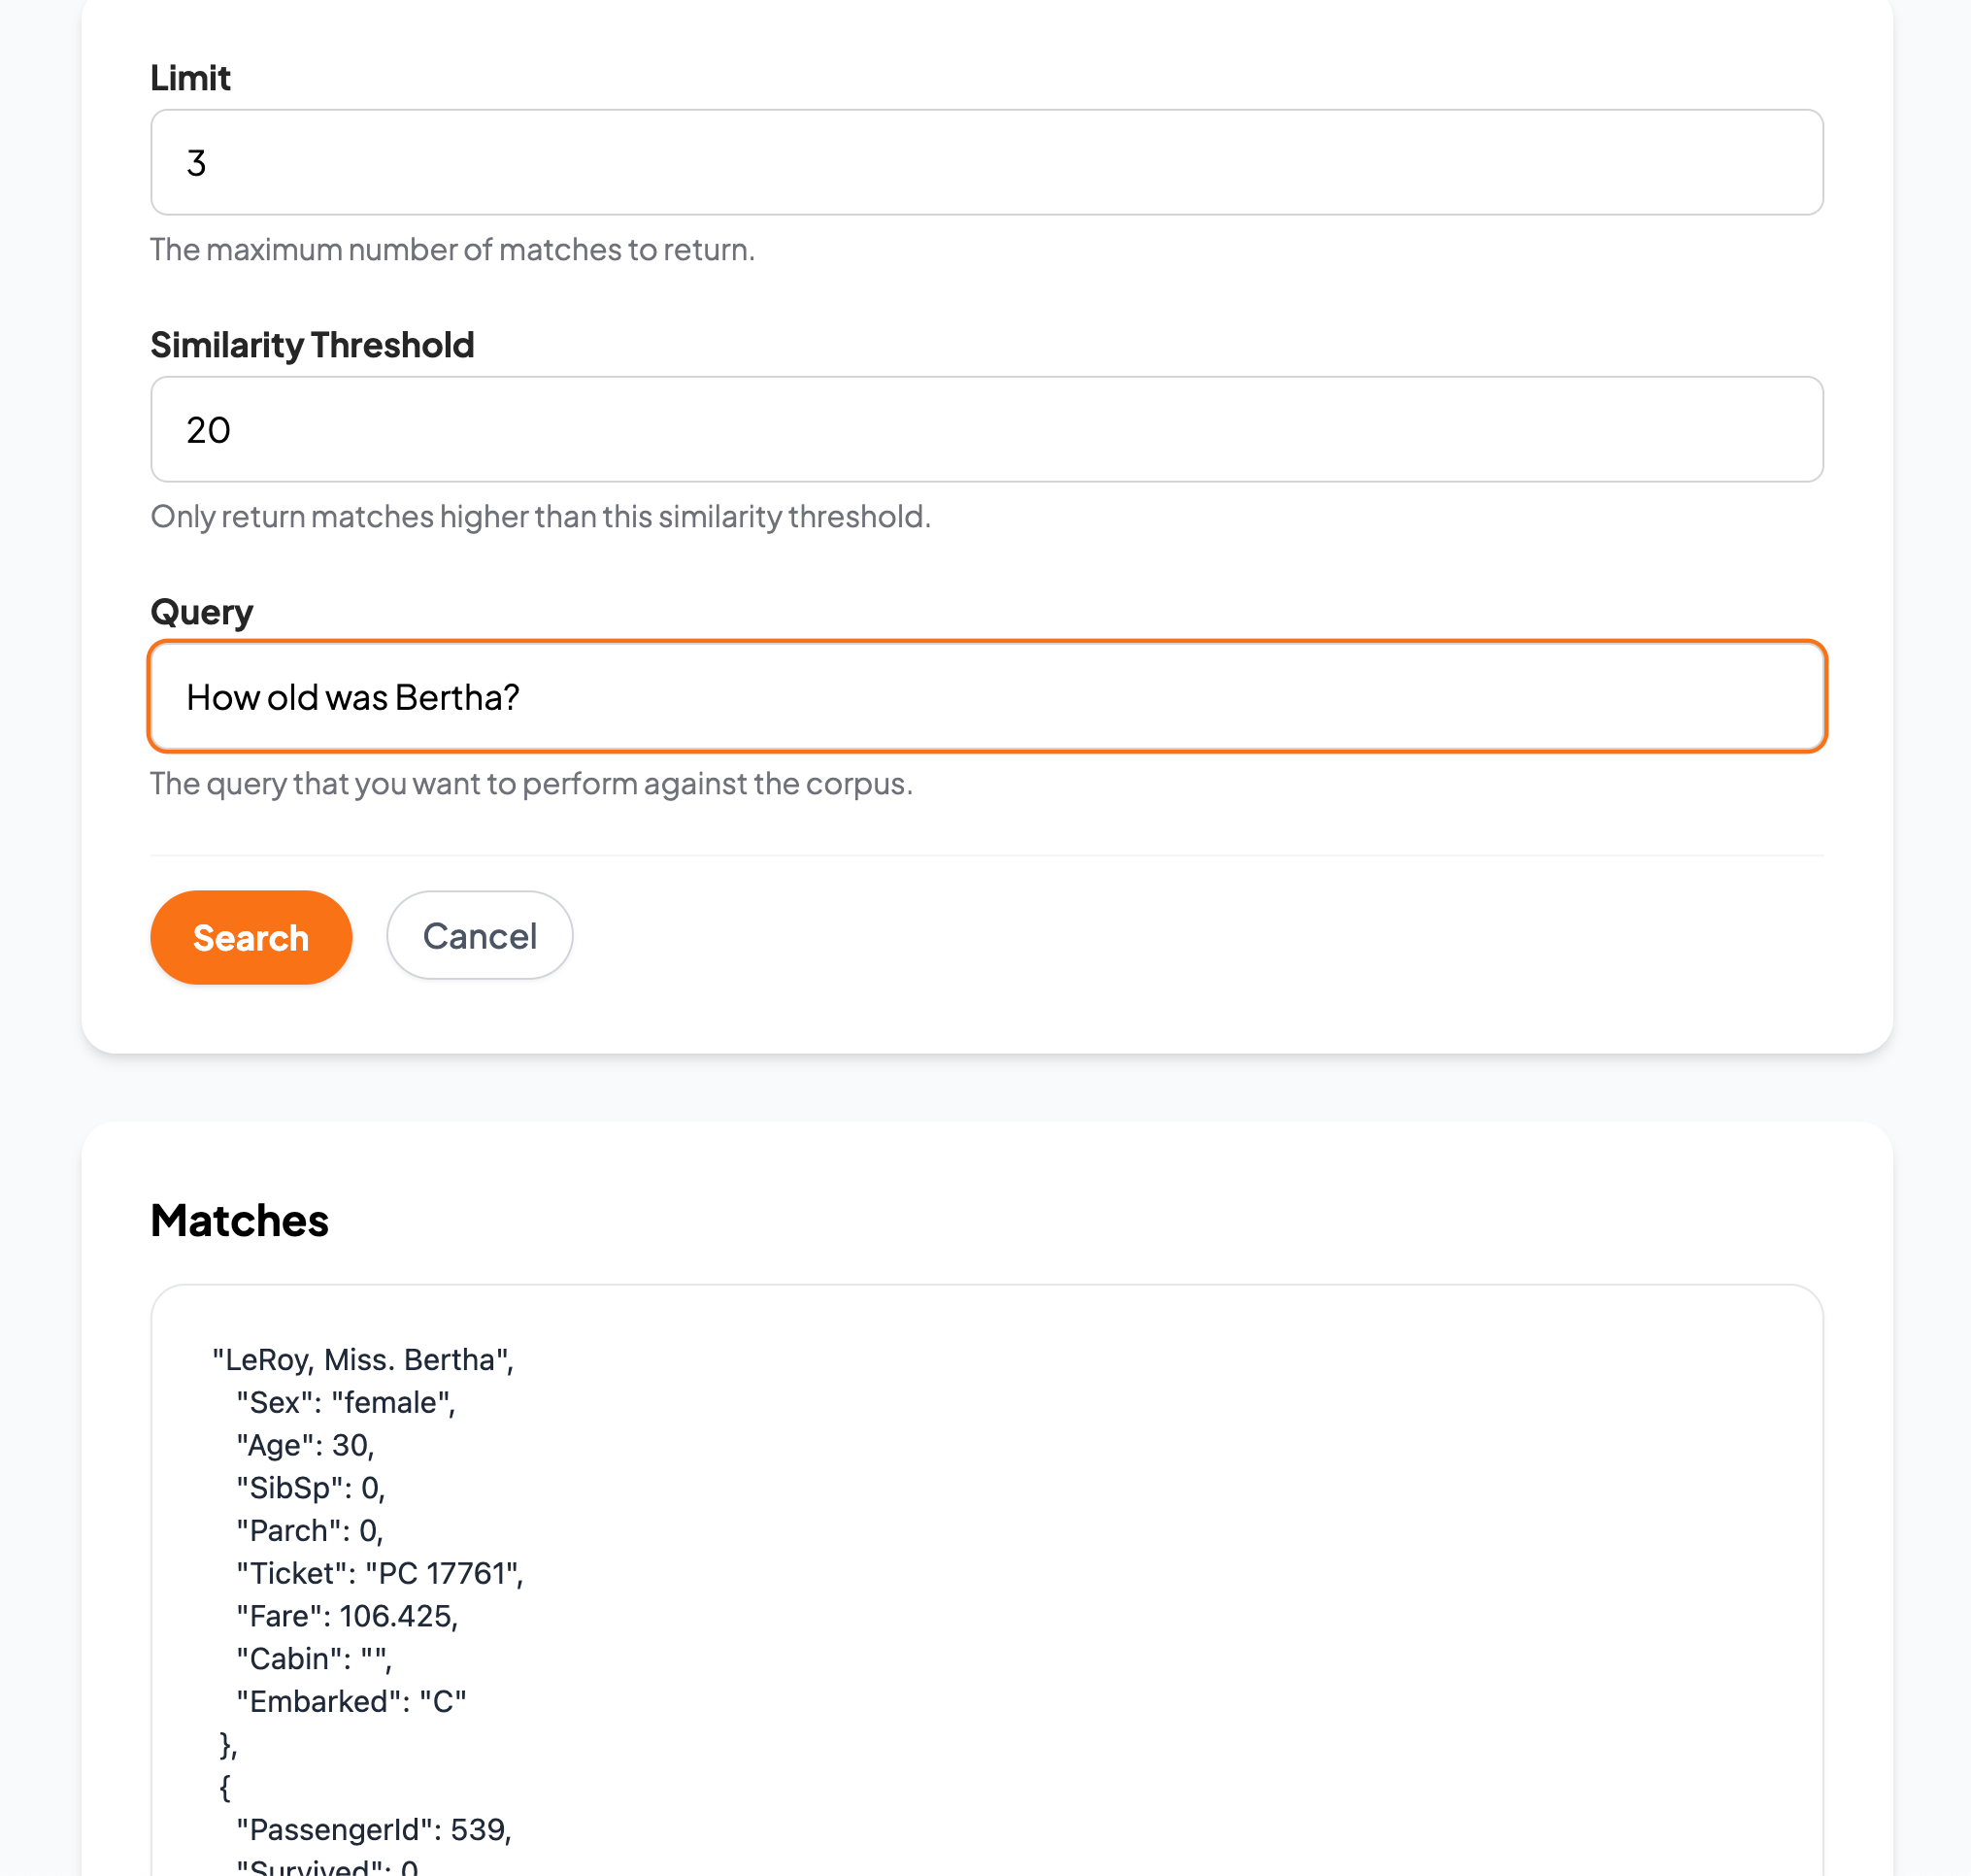 Limit
3
The maximum number of matches to return.
Similarity Threshold
20
Only return matches higher than this similarity threshold.
Query
How old was Bertha?
The query that you want to perform against the corpus.
Search Cancel
Matches
"LeRoy, Miss. Bertha",
"Sex": "female",
"Age": 30,
"SibSp": 0,
"Parch": 0,
"Ticket": "PC 17761",
"Fare": 106.425,
"Cabin": "",
"Embarked": "C"
},
{
"PassengerId": 539,
"Survived": 0